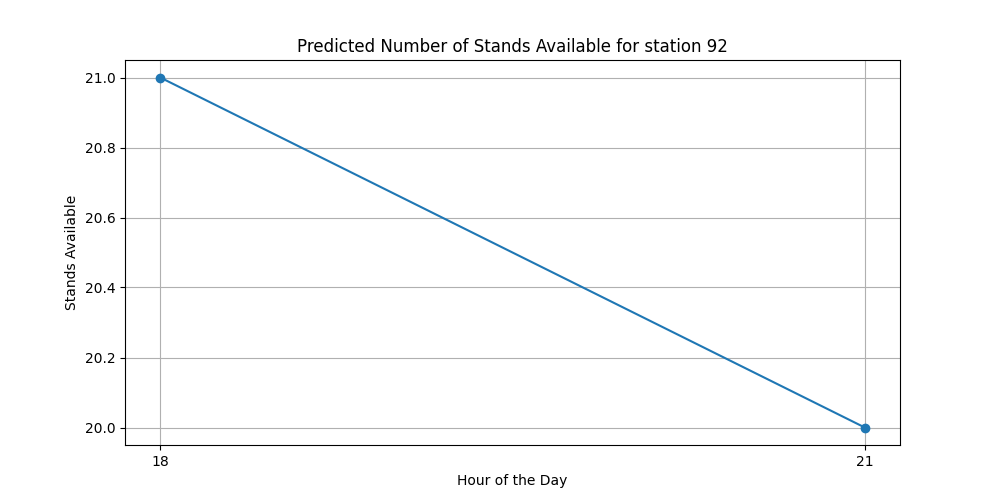 Predicted Number of Stands Available for station 92
21.0
20.8
20.6
20.4
20.2
20.0
Stands Available
18
21
Hour of the Day